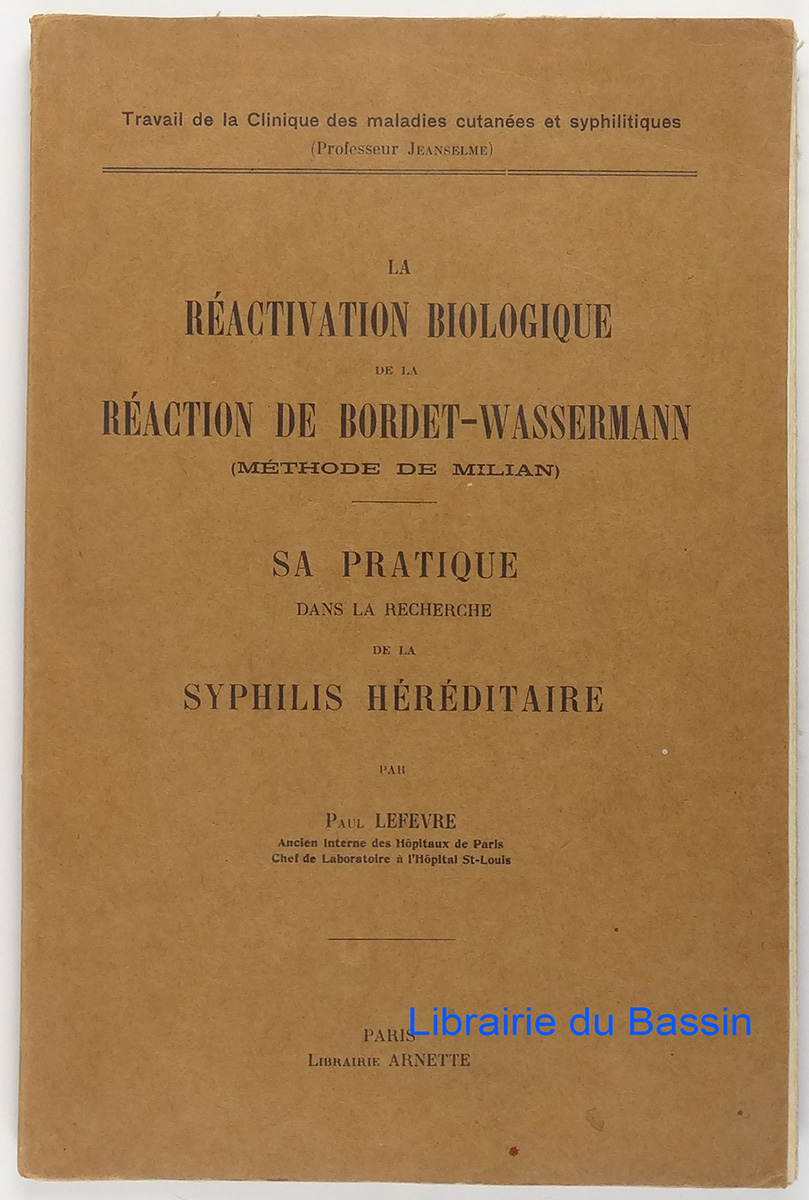 Travail de la Clinique des maladies cutanées et syphilitiques
(Professeur JEANSELME)
LA
RÉACTIVATION BIOLOGIQUE
DE LA
RÉACTION DE BORDET-WASSERMANN
(MÉTHODE DE MILIAN)
SA PRATIQUE
DANS LA RECHERCHE
DE LA
SYPHILIS HÉRÉDITAIRE
PAR
PAUL LEFEVRE
Ancien Interne des Hôpitaux de Paris
Chef de Laboratoire à l'Hôpital St-Louis
Librairie du Bassin
PARIS
LIBRAIRIE ARNETTE